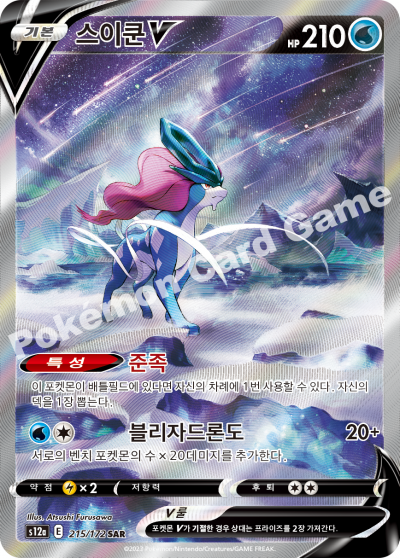 기본 스이쿤 V HP 210
Pokémon Card Game
특성 준족
이 포켓몬이 배틀필드에 있다면 자신의 차례에 1번 사용할 수 있다. 자신의
덱을 1장 뽑는다.
블리자드론도 20+
서로의 벤치 포켓몬의 수 × 20데미지를 추가한다.
약점 ×2 저항력 후퇴
V룰
포켓몬 V가 기절한 경우 상대는 프라이즈를 2장 가져간다.
Illus. Atsushi Furusawa
s12a E 215/172 SAR
©2022 Pokémon/Nintendo/Creatures/GAME FREAK.